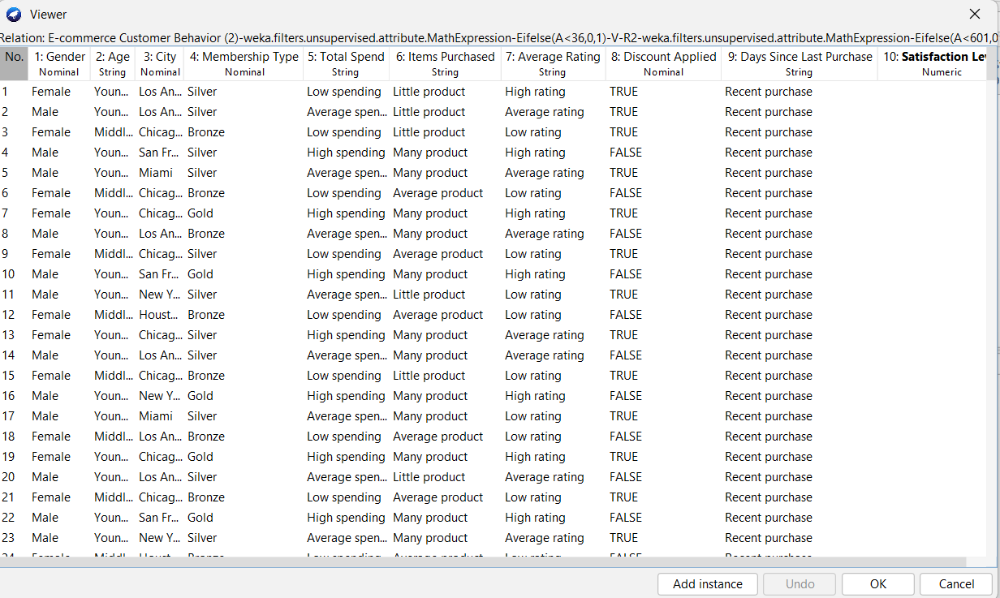 Viewer
Relation: E-commerce Customer Behavior (2)-weka.filters.unsupervised.attribute.MathExpression-Eifelse(A<36,0,1)-V-R2-weka.filters.unsupervised.attribute.MathExpression-Eifelse(A<601,0
No. 1: Gender 2: Age 3: City 4: Membership Type 5: Total Spend 6: Items Purchased 7: Average Rating 8: Discount Applied 9: Days Since Last Purchase 10: Satisfaction Lev
Nominal String Nominal Nominal String String String Nominal String Numeric
1 Female Youn... Los An... Silver Low spending Little product High rating TRUE Recent purchase
2 Male Youn... Los An... Silver Average spen... Little product Average rating TRUE Recent purchase
3 Female Middl... Chicag... Bronze Low spending Little product Low rating TRUE Recent purchase
4 Male Youn... San Fr... Silver High spending Many product High rating FALSE Recent purchase
5 Male Youn... Miami Silver Average spen... Many product Average rating TRUE Recent purchase
6 Female Middl... Chicag... Bronze Low spending Average product Low rating FALSE Recent purchase
7 Female Youn... Chicag... Gold High spending Many product High rating TRUE Recent purchase
8 Male Youn... Los An... Bronze Average spen... Many product Average rating FALSE Recent purchase
9 Female Middl... Chicag... Silver Low spending Average product Low rating TRUE Recent purchase
10 Male Youn... San Fr... Gold High spending Many product High rating FALSE Recent purchase
11 Male Youn... New Y... Silver Average spen... Little product Low rating TRUE Recent purchase
12 Female Middl... Houst... Bronze Low spending Average product Low rating FALSE Recent purchase
13 Female Youn... Chicag... Silver High spending Many product Average rating TRUE Recent purchase
14 Male Youn... Los An... Silver Average spen... Many product Average rating FALSE Recent purchase
15 Female Middl... Chicag... Bronze Low spending Little product Low rating TRUE Recent purchase
16 Male Youn... New Y... Gold High spending Many product High rating FALSE Recent purchase
17 Male Youn... Miami Silver Average spen... Many product Low rating TRUE Recent purchase
18 Female Middl... Los An... Bronze Low spending Average product Low rating FALSE Recent purchase
19 Female Youn... Chicag... Gold High spending Many product High rating TRUE Recent purchase
20 Male Youn... Los An... Silver Average spen... Little product Average rating FALSE Recent purchase
21 Female Middl... Chicag... Bronze Low spending Average product Low rating TRUE Recent purchase
22 Male Youn... San Fr... Gold High spending Many product High rating FALSE Recent purchase
23 Male Youn... New Y... Silver Average spen... Many product Average rating TRUE Recent purchase
24 Female Middl... Houst... Bronze Low spending Average product Low rating FALSE Recent purchase
Add instance Undo OK Cancel